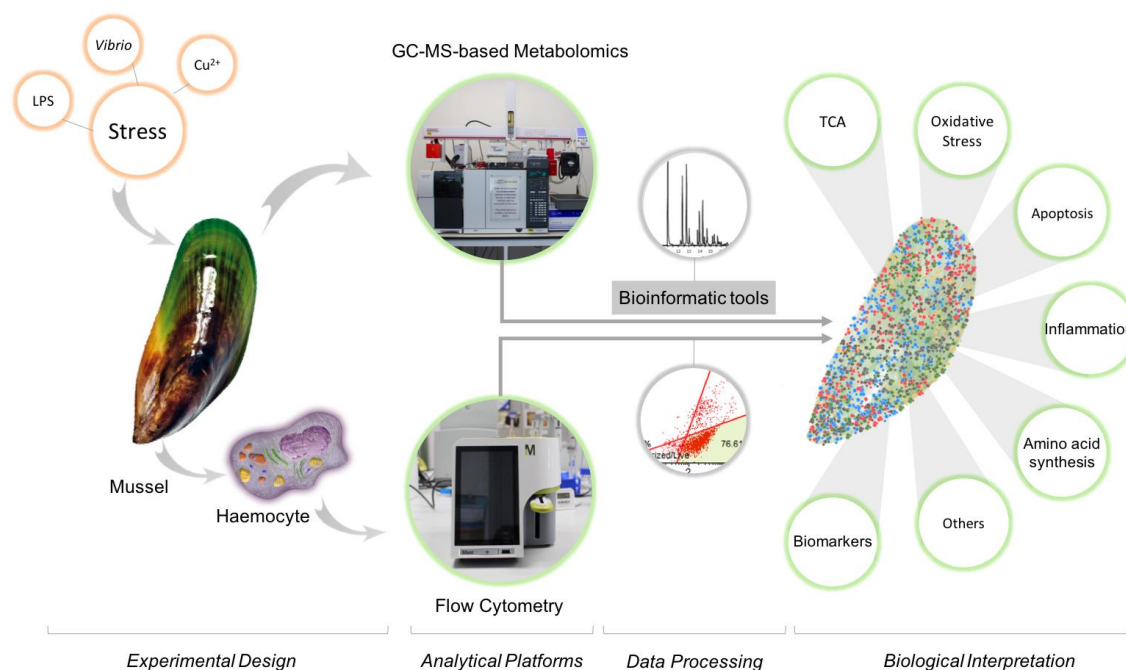 Vibrio
Cu²⁺
LPS
Stress
Mussel
Haemocyte
GC-MS-based Metabolomics
Flow Cytometry
Bioinformatic tools
76.61
TCA
Oxidative
Stress
Apoptosis
Inflammation
Amino acid
synthesis
Others
Biomarkers
Experimental Design
Analytical Platforms
Data Processing
Biological Interpretation